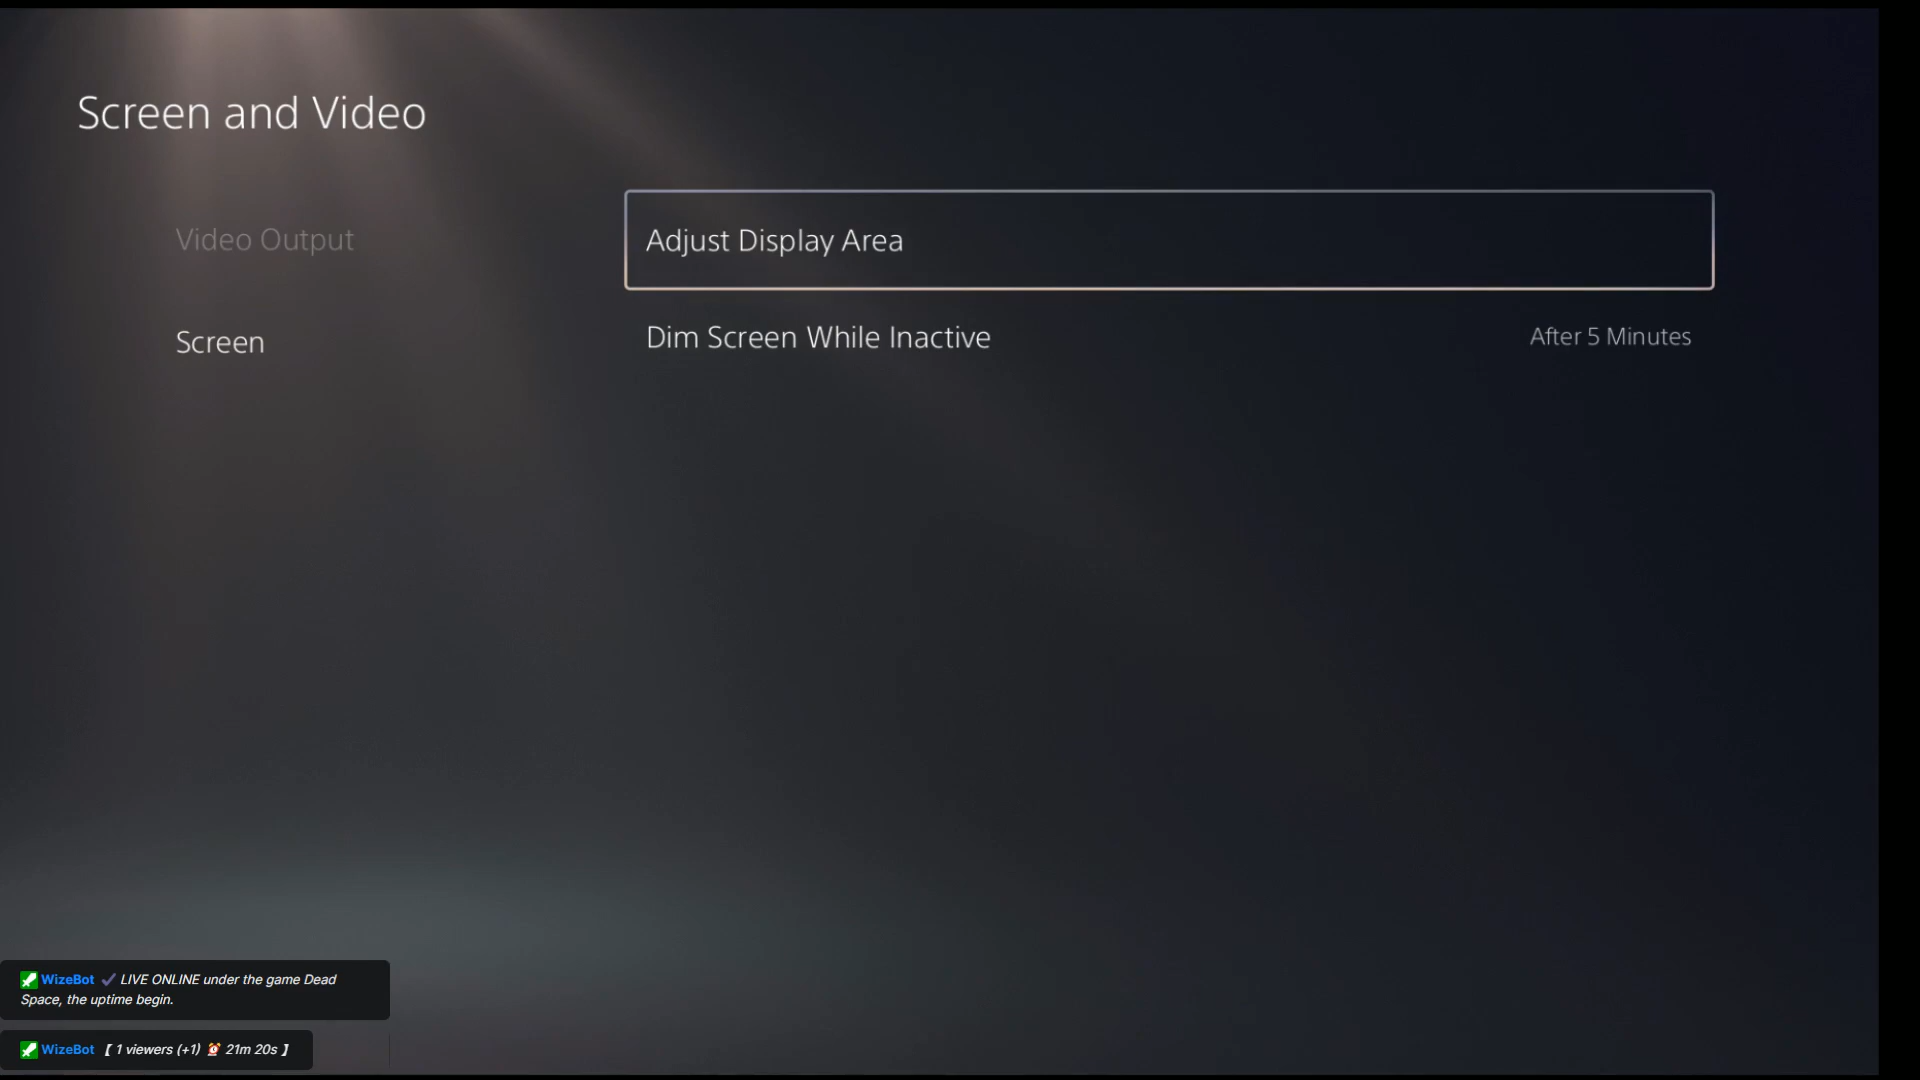 Screen and Video
Video Output
Adjust Display Area
Screen
Dim Screen While Inactive
After 5 Minutes
WizeBot ✔ LIVE ONLINE under the game Dead
Space, the uptime begin.
WizeBot 【 1 viewers (+1) ⏰ 21m 20s 】